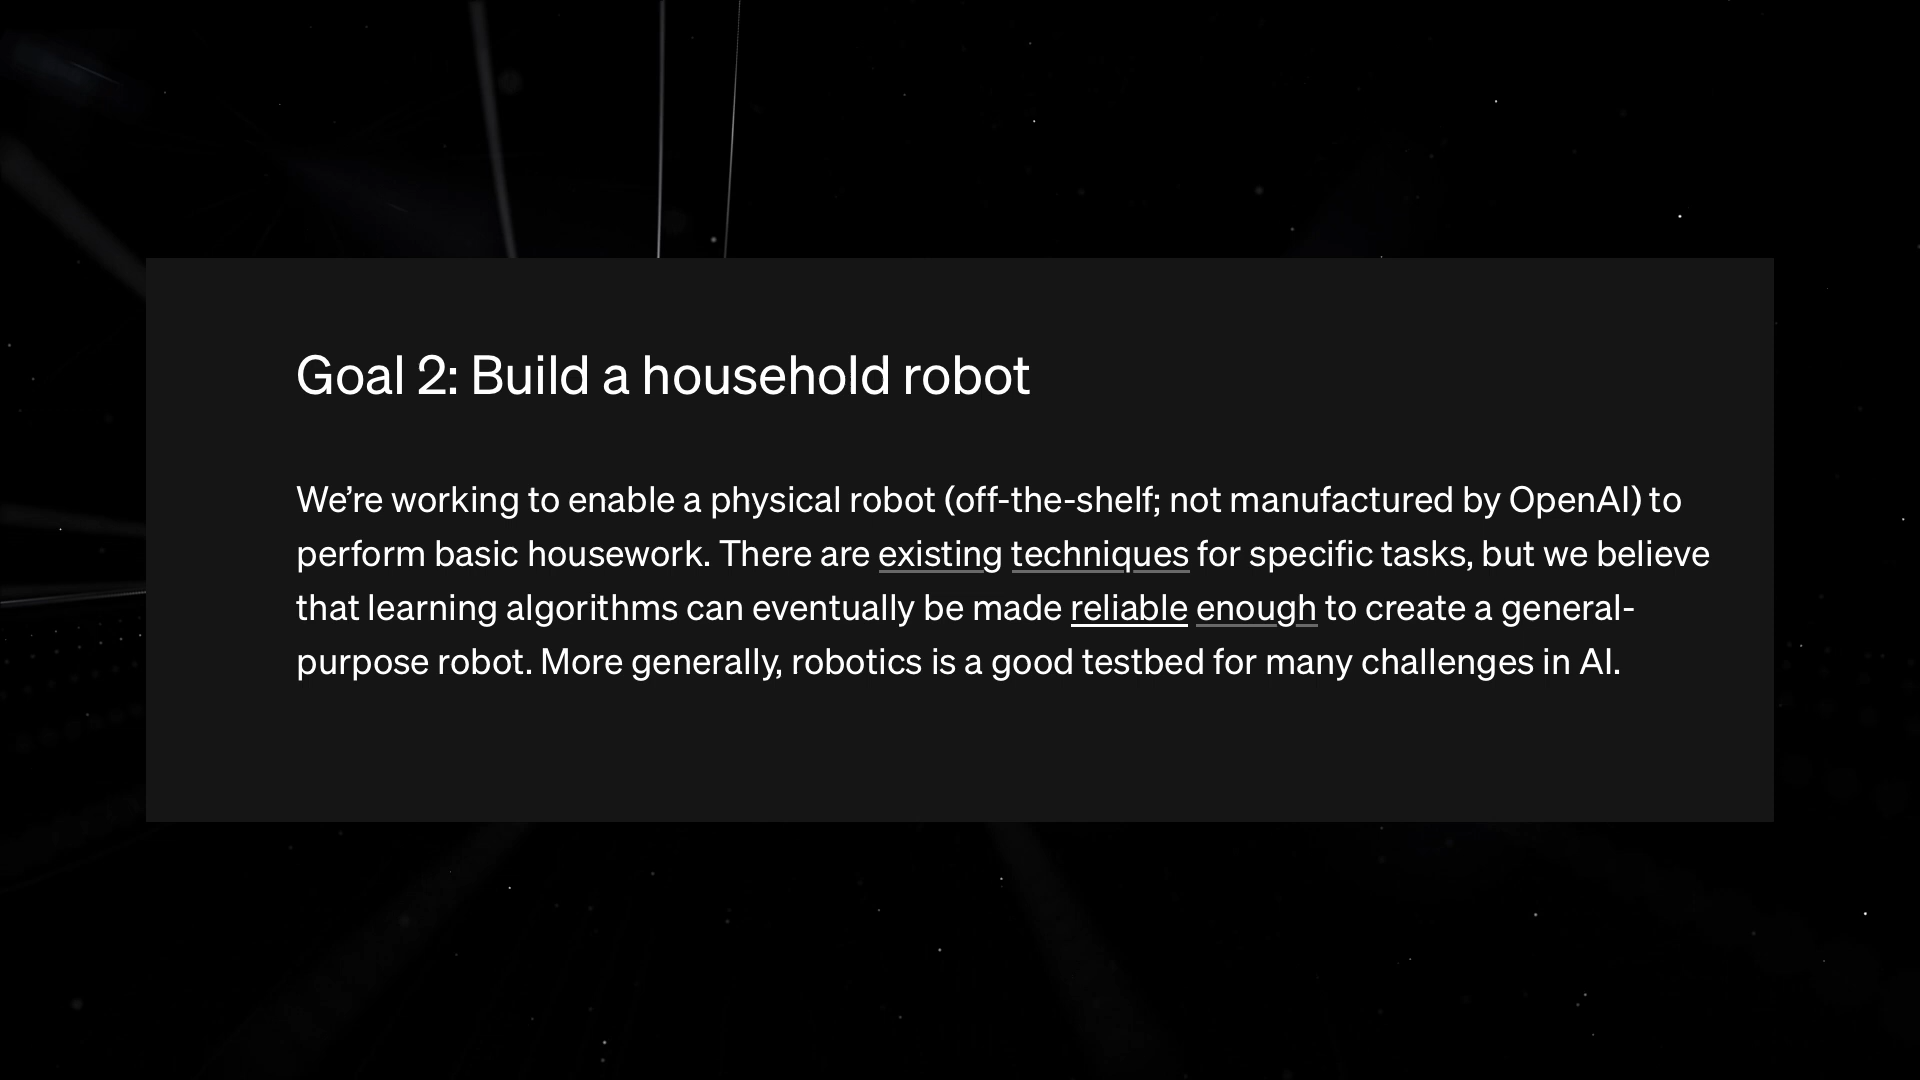 Goal 2: Build a household robot
We’re working to enable a physical robot (off-the-shelf; not manufactured by OpenAI) to
perform basic housework. There are existing techniques for specific tasks, but we believe
that learning algorithms can eventually be made reliable enough to create a general-
purpose robot. More generally, robotics is a good testbed for many challenges in AI.